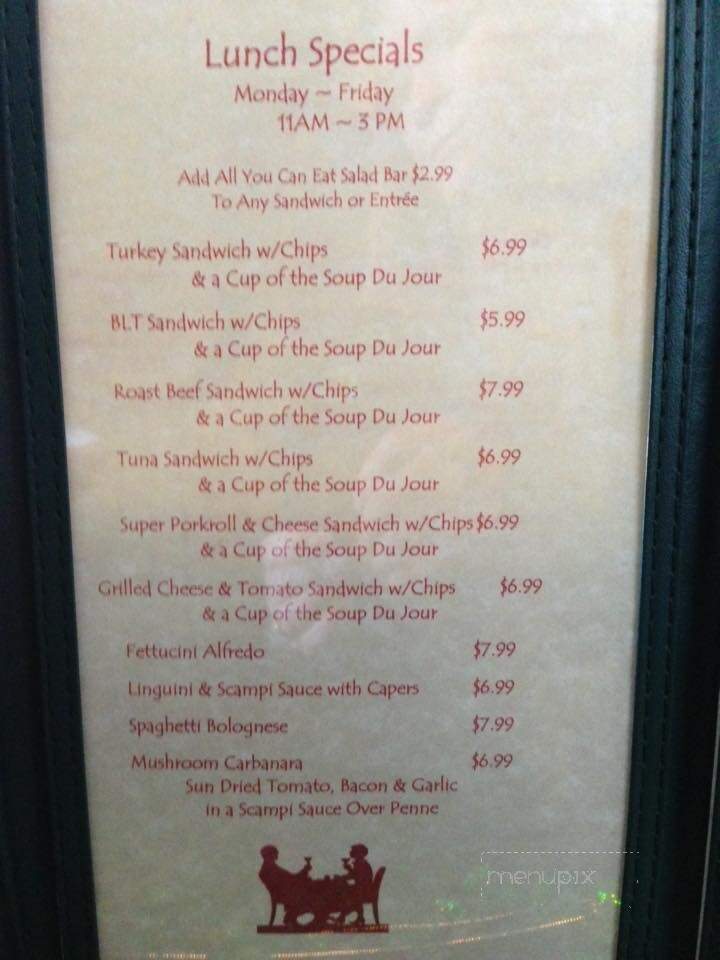 Lunch Specials
Monday ~ Friday
11AM ~ 3 PM
Add All You Can Eat Salad Bar $2.99
To Any Sandwich or Entrée
Turkey Sandwich w/Chips $6.99
& a Cup of the Soup Du Jour
BLT Sandwich w/Chips $5.99
& a Cup of the Soup Du Jour
Roast Beef Sandwich w/Chips $7.99
& a Cup of the Soup Du Jour
Tuna Sandwich w/Chips $6.99
& a Cup of the Soup Du Jour
Super Porkroll & Cheese Sandwich w/Chips $6.99
& a Cup of the Soup Du Jour
Grilled Cheese & Tomato Sandwich w/Chips $6.99
& a Cup of the Soup Du Jour
Fettucini Alfredo $7.99
Linguini & Scampi Sauce with Capers $6.99
Spaghetti Bolognese $7.99
Mushroom Carbanara $6.99
Sun Dried Tomato, Bacon & Garlic
in a Scampi Sauce Over Penne
menupix